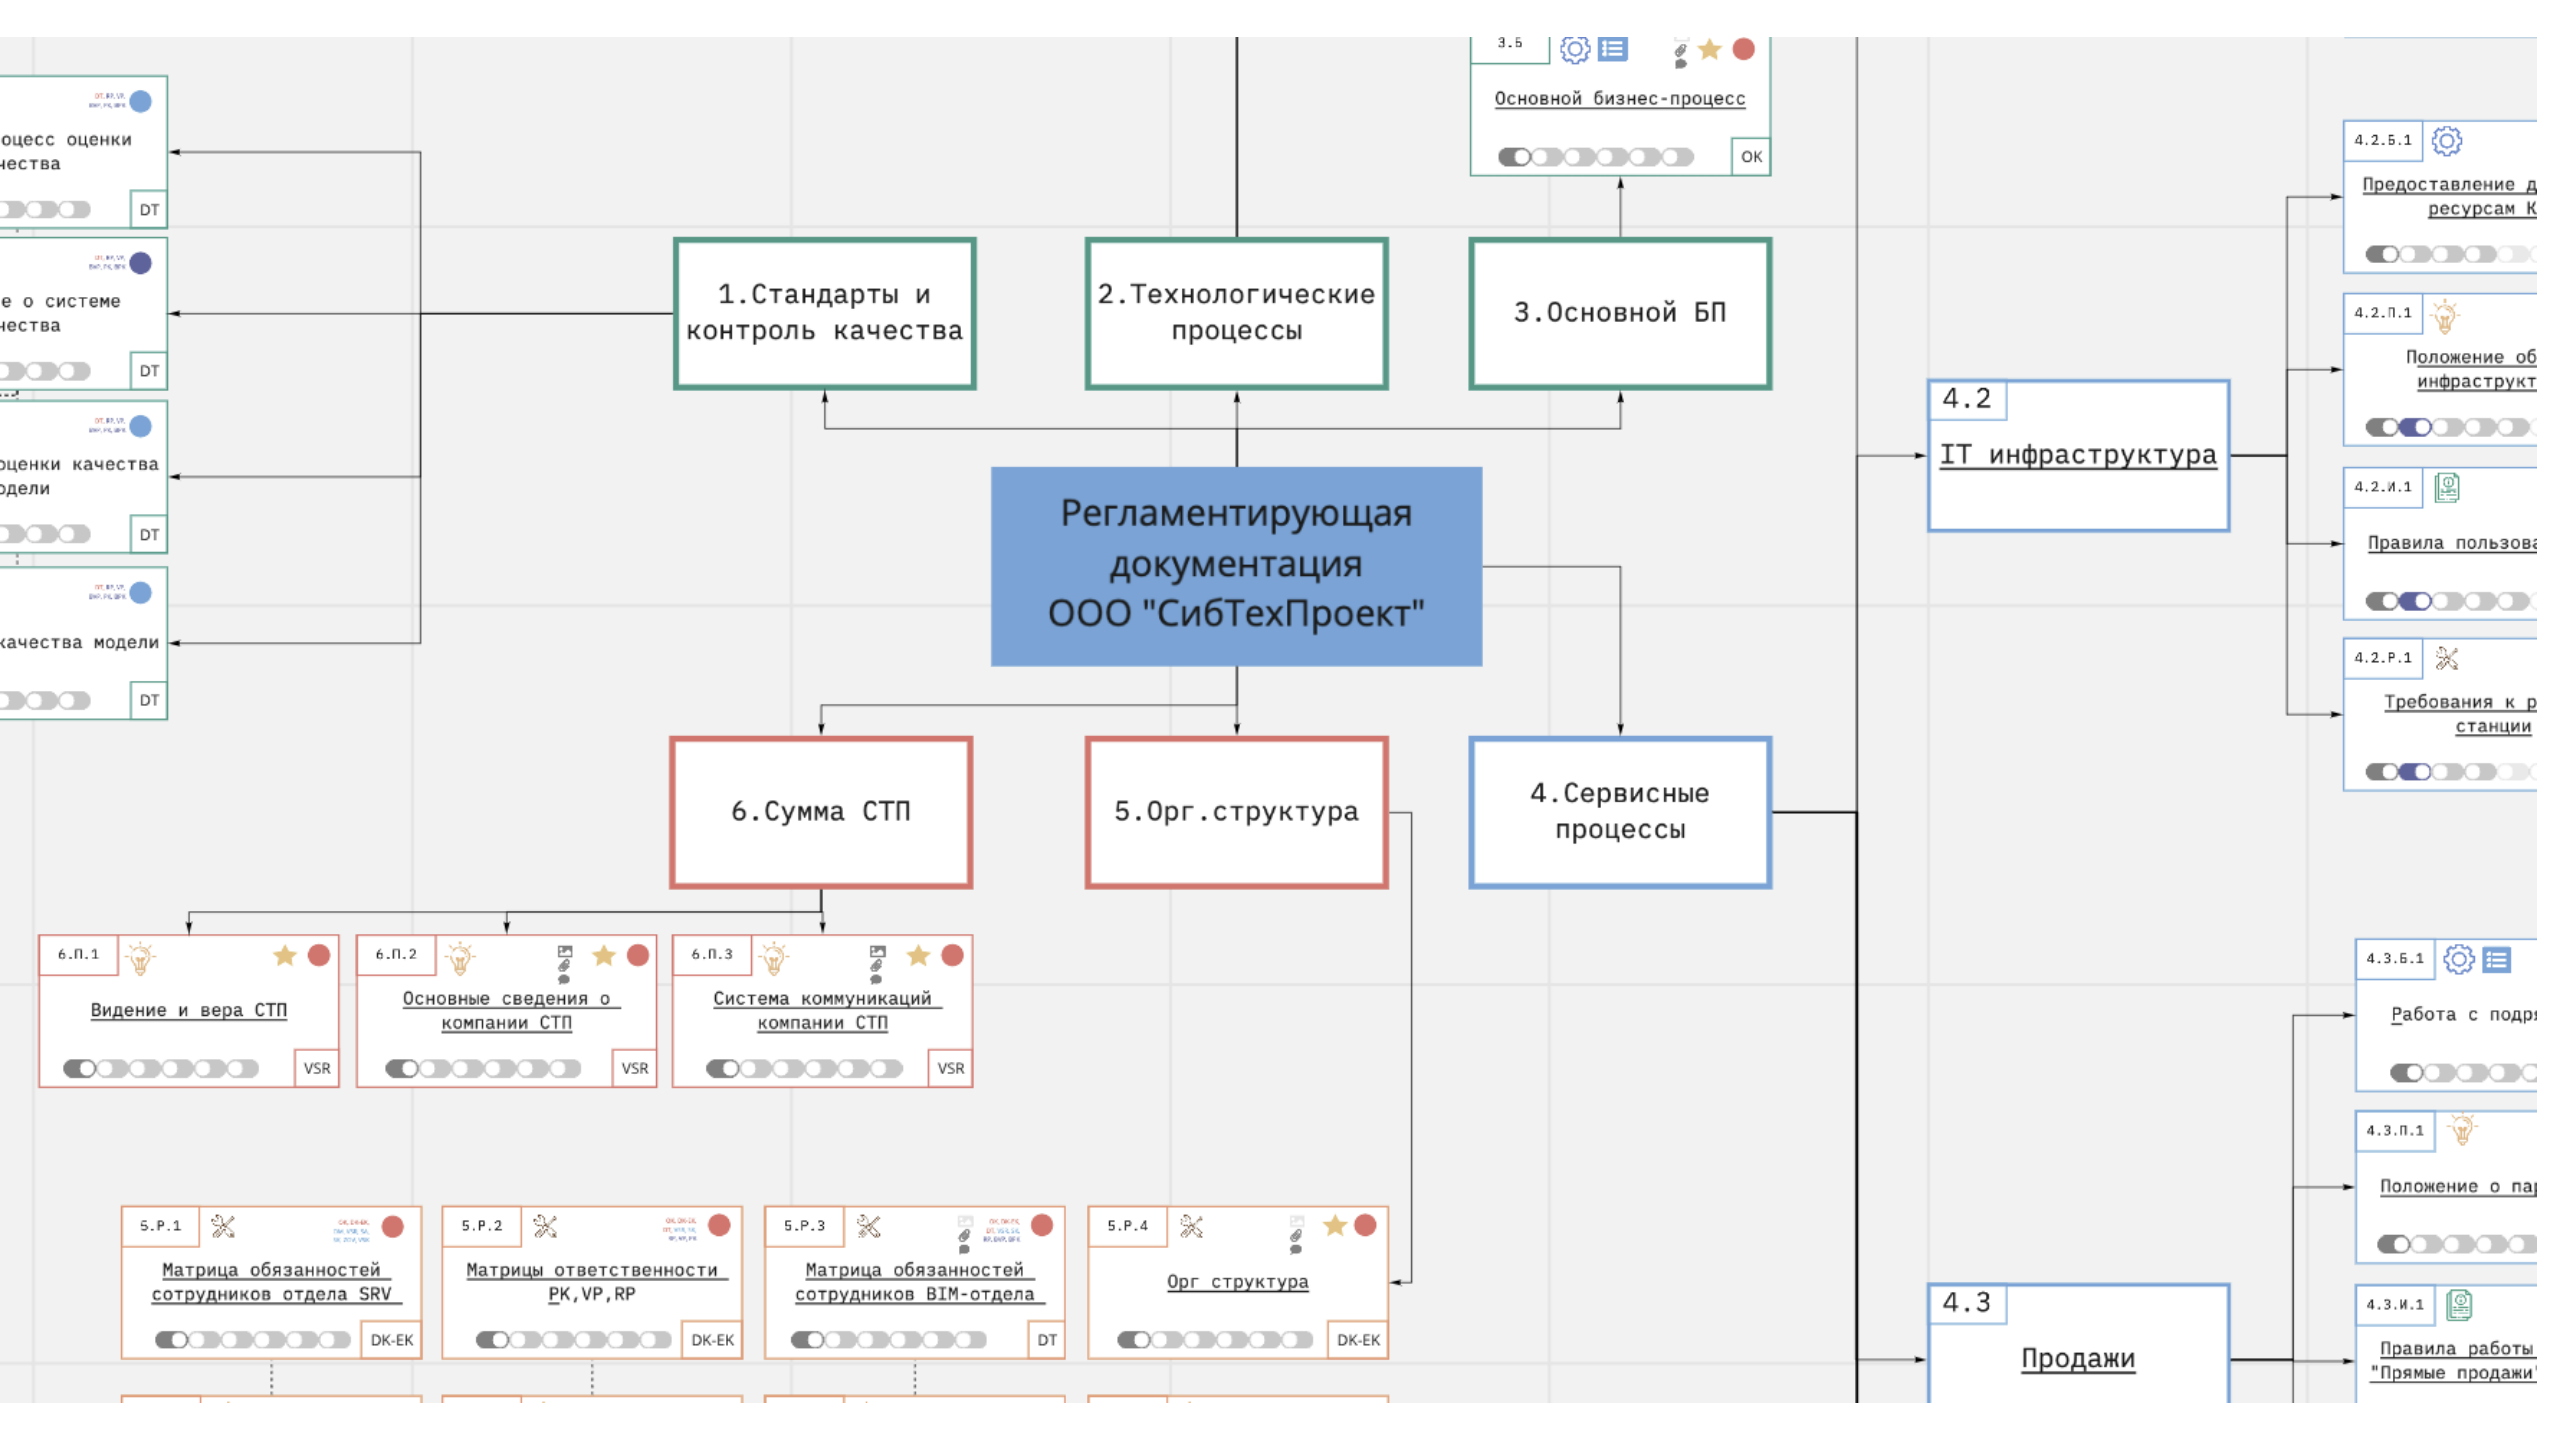 3.Б
Основной бизнес-процесс
OK
оцесс оценки
чества
DT
е о системе
чества
DT
оценки качества
одели
DT
качества модели
DT
1.Стандарты и
контроль качества
2.Технологические
процессы
3.Основной БП
Регламентирующая
документация
ООО "СибТехПроект"
6.Сумма СТП
5.Орг.структура
4.Сервисные
процессы
4.2
IT инфраструктура
4.2.Б.1
Предоставление д
ресурсам К
4.2.П.1
Положение об
инфраструкт
4.2.И.1
Правила пользова
4.2.Р.1
Требования к р
станции
6.П.1
Видение и вера СТП
VSR
6.П.2
Основные сведения о
компании СТП
VSR
6.П.3
Система коммуникаций
компании СТП
VSR
5.Р.1
Матрица обязанностей
сотрудников отдела SRV
DK-EK
5.Р.2
Матрицы ответственности
PK,VP,RP
DK-EK
5.Р.3
Матрица обязанностей
сотрудников BIM-отдела
DT
5.Р.4
Орг структура
DK-EK
4.3
Продажи
4.3.Б.1
Работа с подр
4.3.П.1
Положение о па
4.3.И.1
Правила работы
"Прямые продажи"